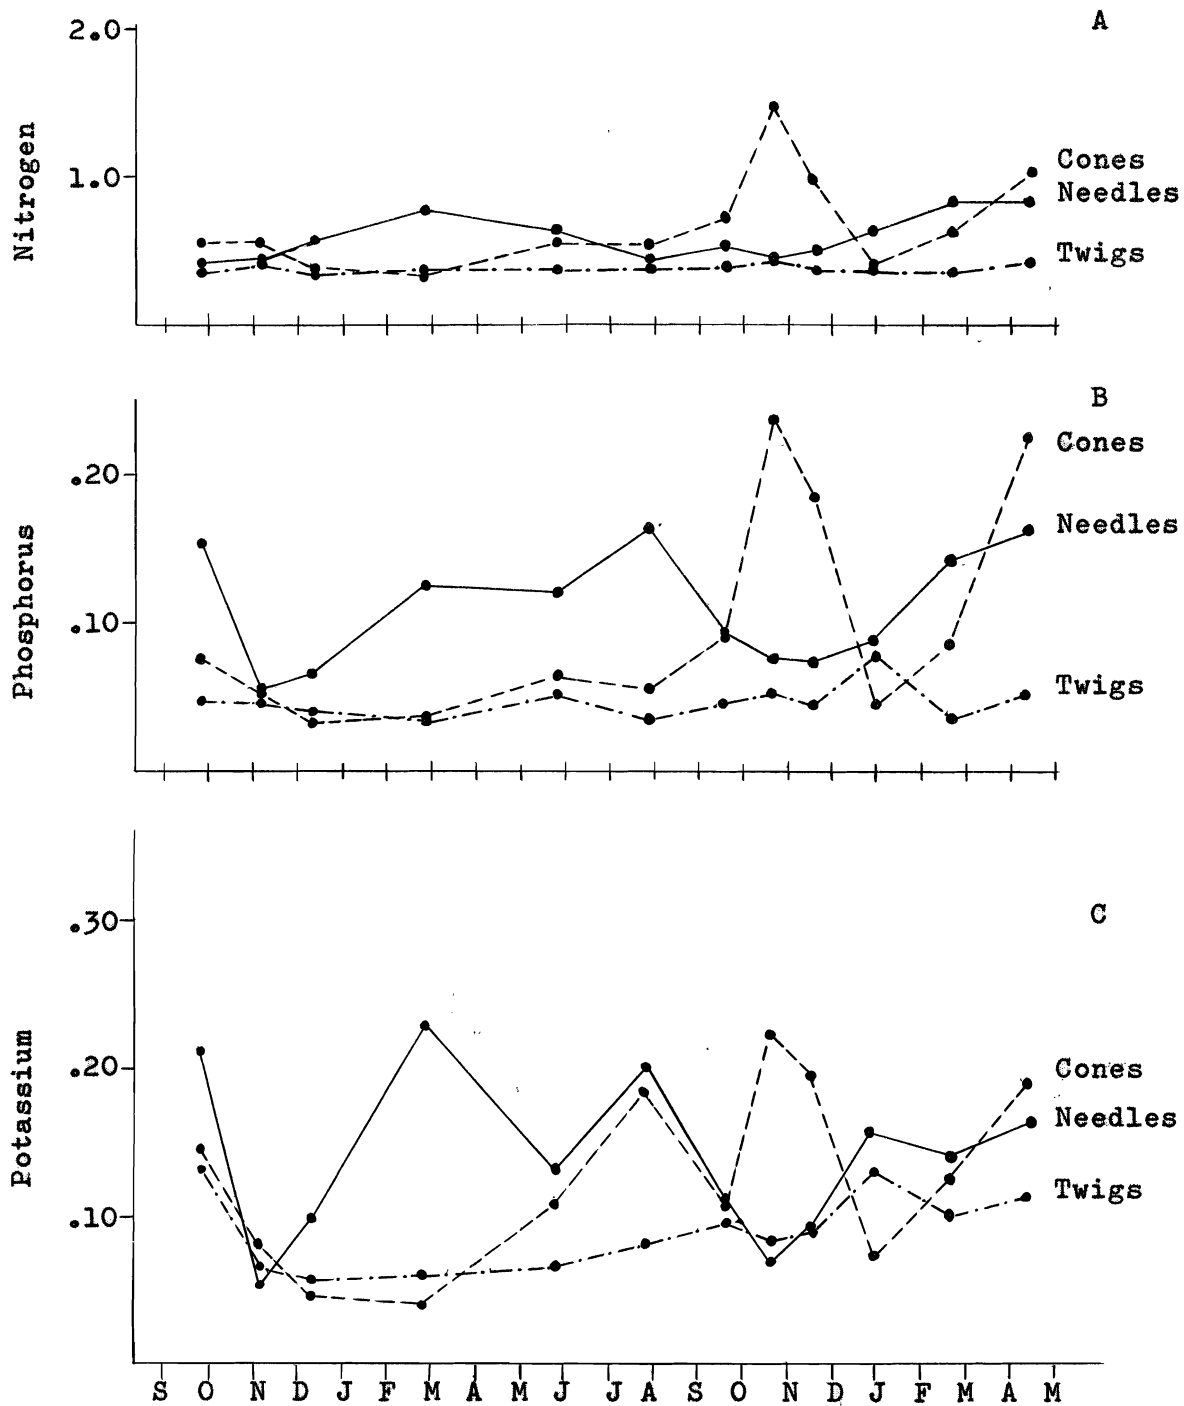 A
2.0
1.0
Nitrogen
Cones
Needles
Twigs
B
.20
.10
Phosphorus
Cones
Needles
Twigs
C
.30
.20
.10
Potassium
Cones
Needles
Twigs
S O N D J F M A M J J A S O N D J F M A M